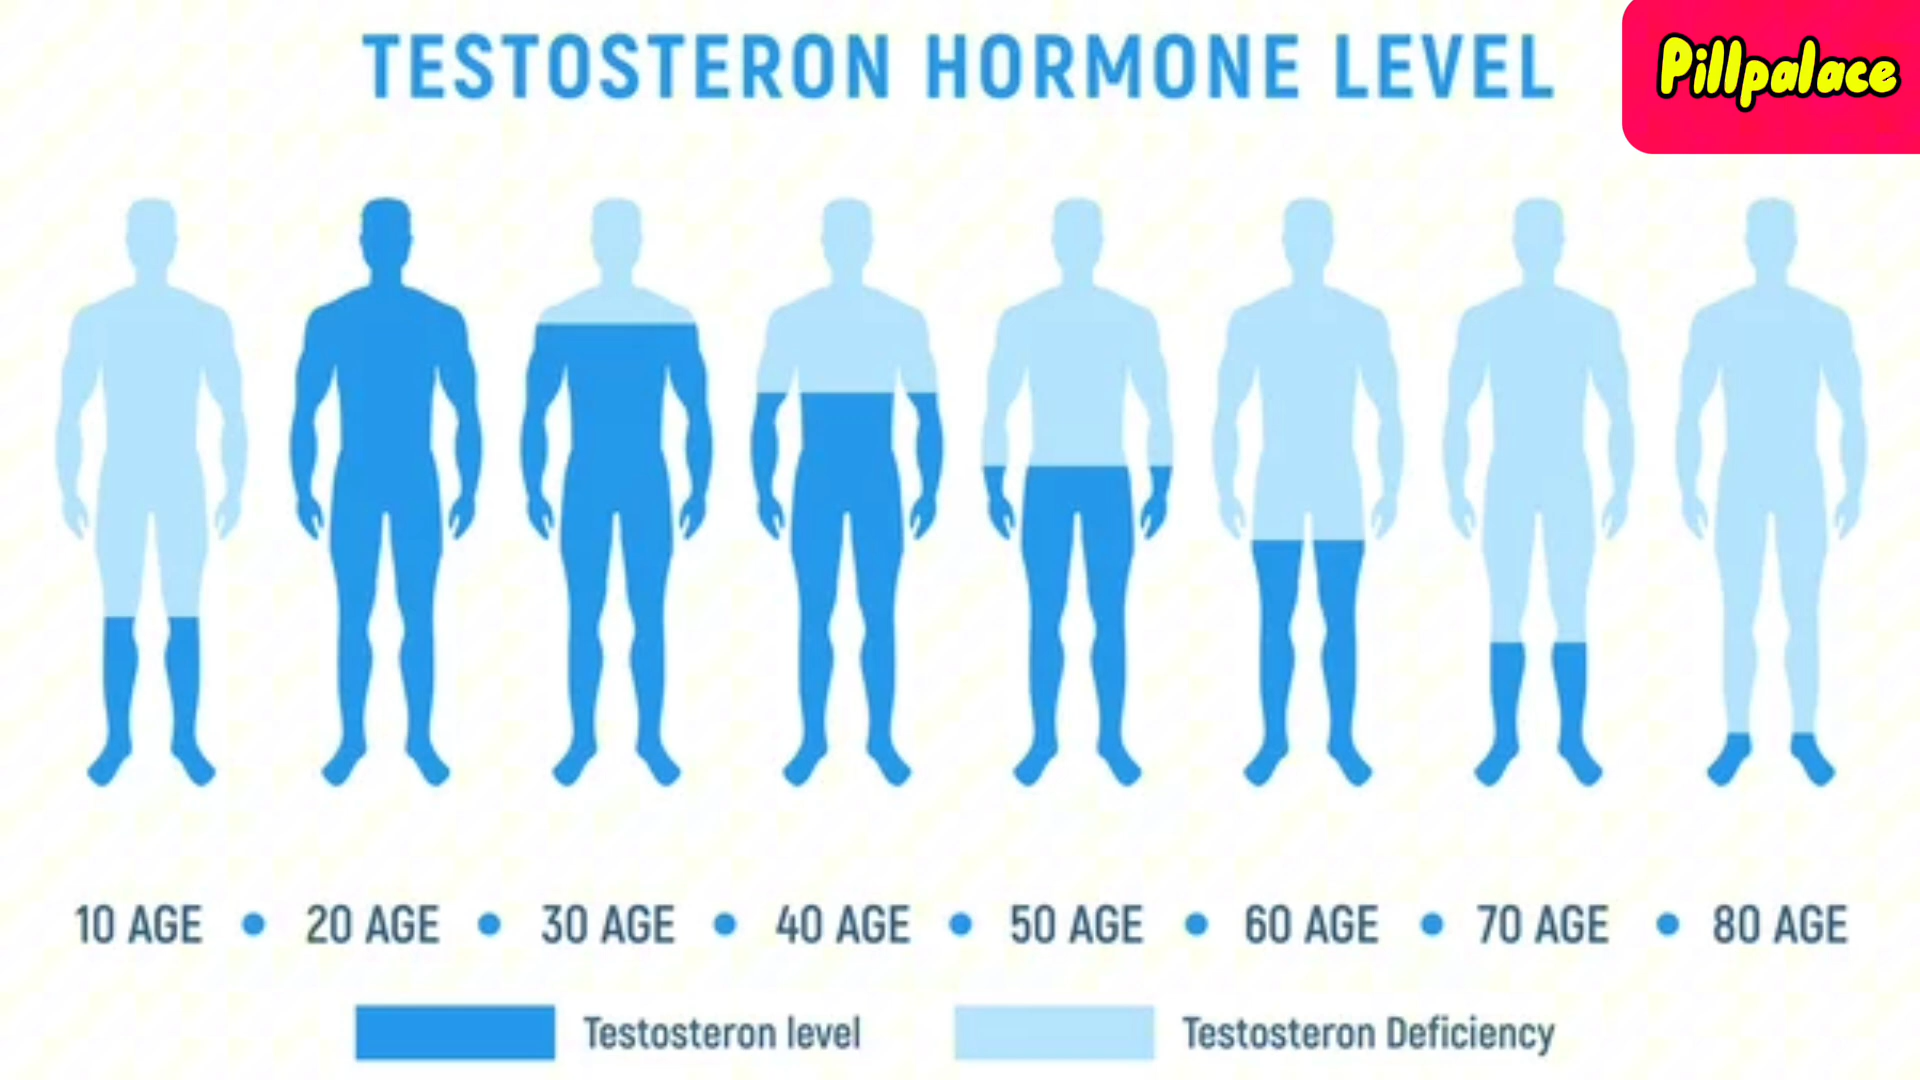 TESTOSTERON HORMONE LEVEL
Pillpalace
10 AGE • 20 AGE • 30 AGE • 40 AGE • 50 AGE • 60 AGE • 70 AGE • 80 AGE
Testosteron level
Testosteron Deficiency